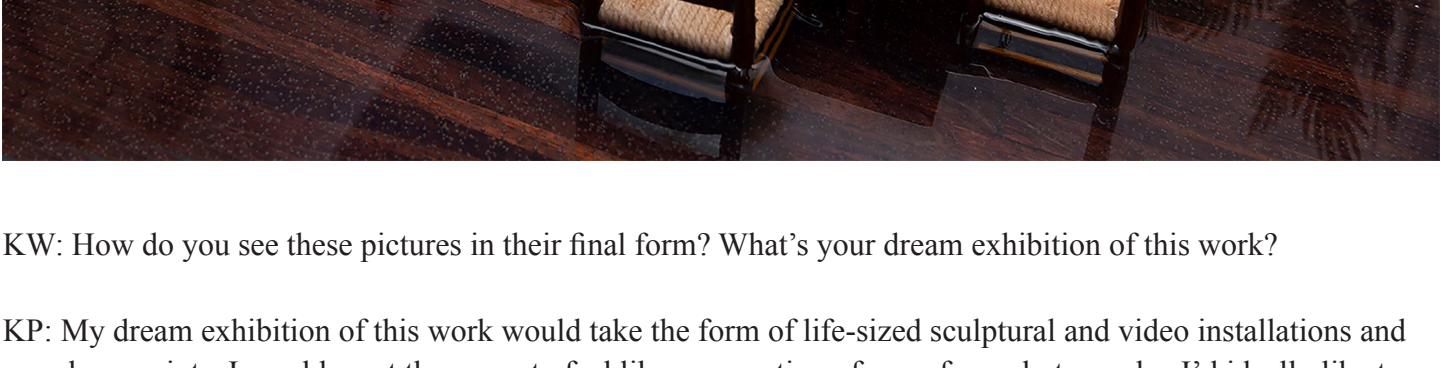 KW: How do you see these pictures in their final form? What’s your dream exhibition of this work?
KP: My dream exhibition of this work would take the form of life-sized sculptural and video installations and